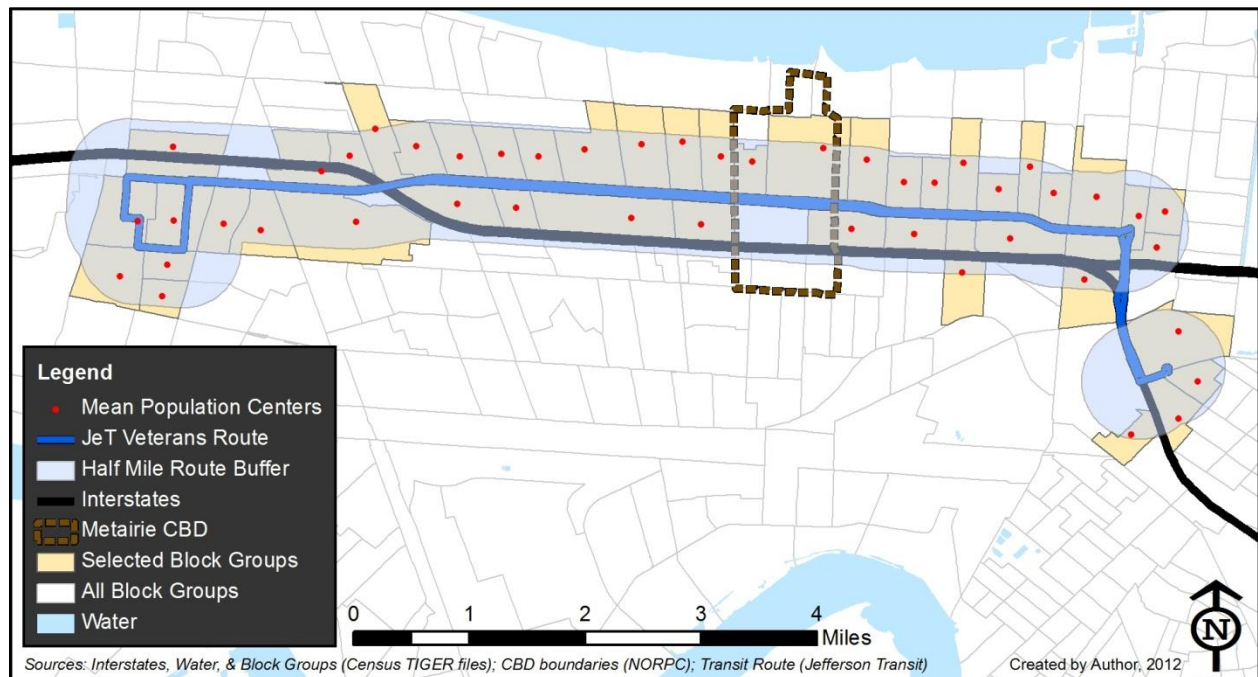 Legend
Mean Population Centers
JeT Veterans Route
Half Mile Route Buffer
Interstates
Metairie CBD
Selected Block Groups
All Block Groups
Water
0 1 2 3 4
Miles
N
Sources: Interstates, Water, & Block Groups (Census TIGER files); CBD boundaries (NORPC); Transit Route (Jefferson Transit)
Created by Author, 2012